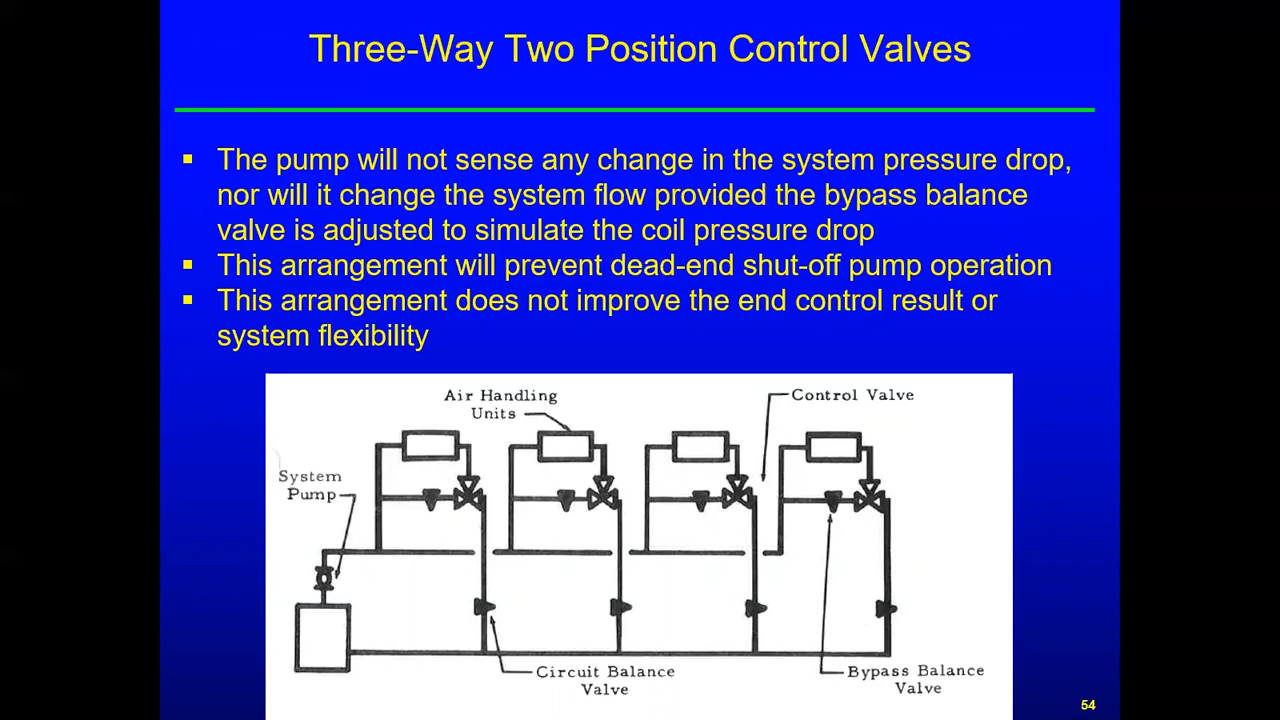 Three-Way Two Position Control Valves
▪ The pump will not sense any change in the system pressure drop,
nor will it change the system flow provided the bypass balance
valve is adjusted to simulate the coil pressure drop
▪ This arrangement will prevent dead-end shut-off pump operation
▪ This arrangement does not improve the end control result or
system flexibility
Air Handling
Units
Control Valve
System
Pump
Circuit Balance
Valve
Bypass Balance
Valve
54